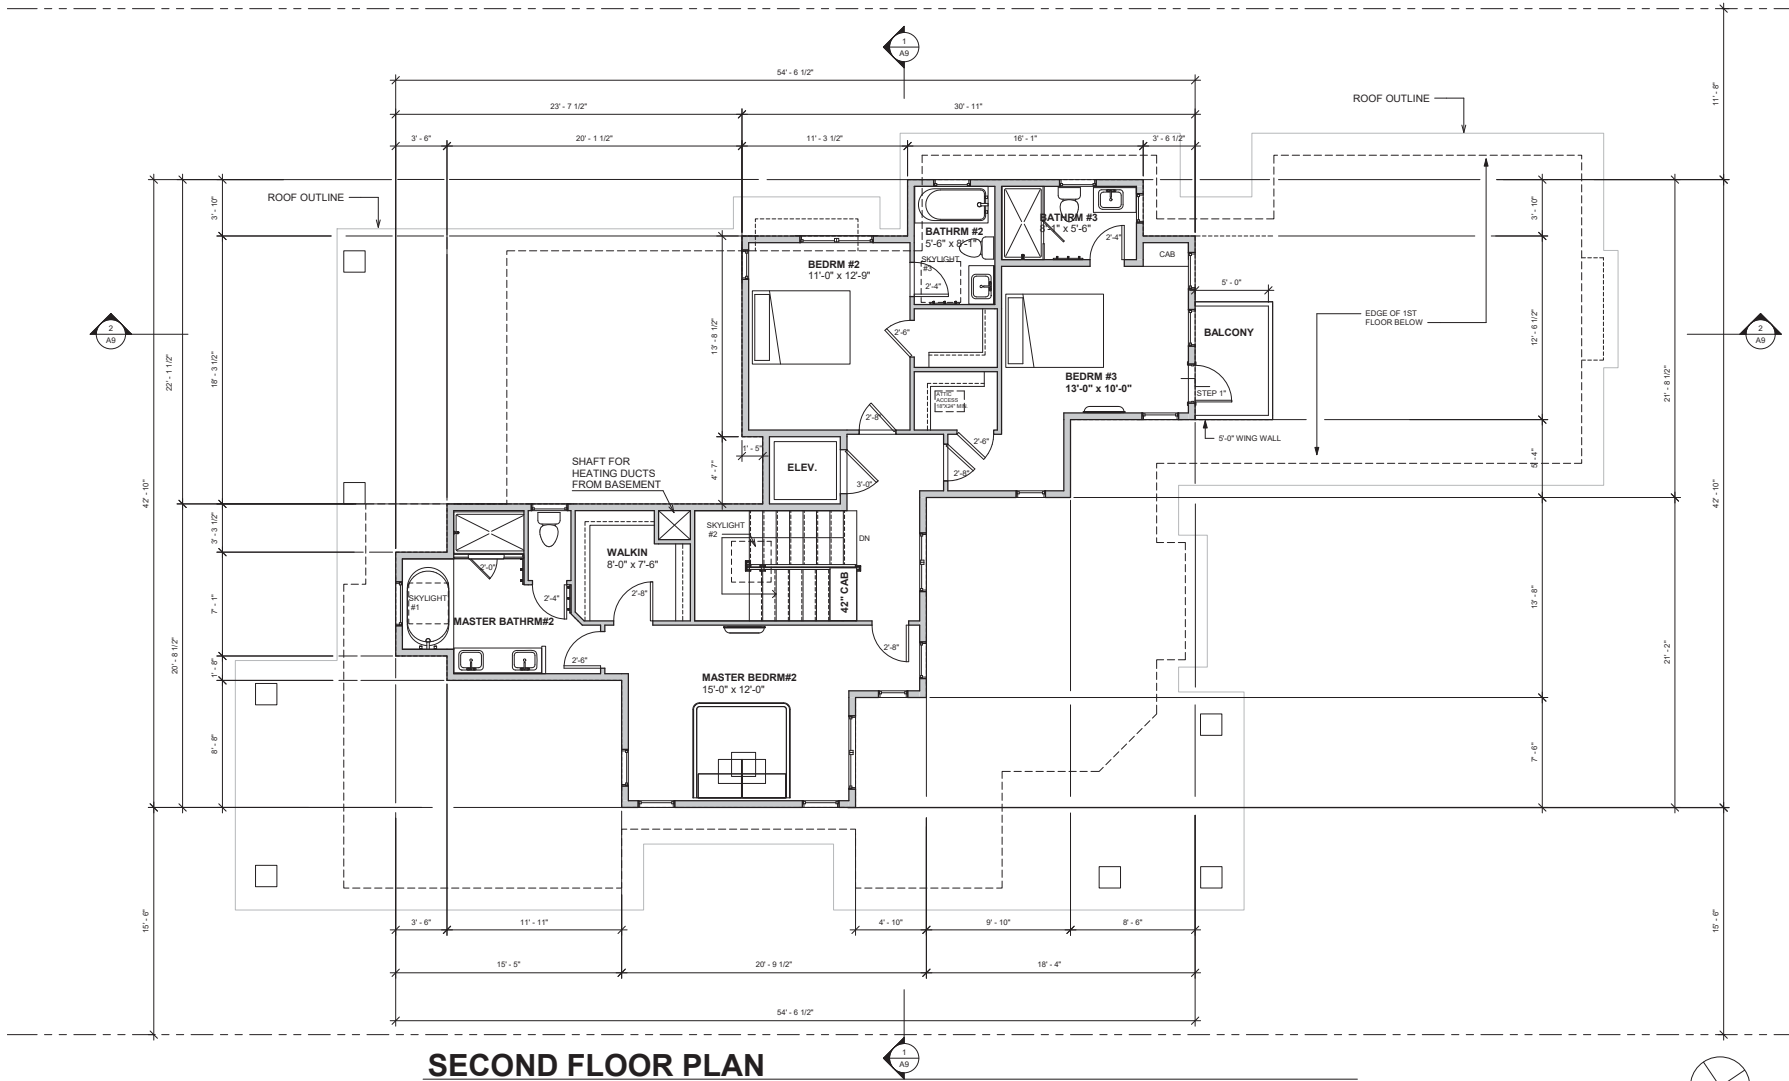 1
A9
54' - 6 1/2"
11' - 8"
23' - 7 1/2"
30' - 11"
ROOF OUTLINE
3' - 6"
20' - 1 1/2"
11' - 3 1/2"
16' - 1"
3' - 6 1/2"
ROOF OUTLINE
3' - 10"
3' - 10"
BATHRM #2
5'-6" x 8'-1"
SKYLIGHT
#3
2'-4"
BATHRM #3
8'-1" x 5'-6"
2'-4"
CAB
BEDRM #2
11'-0" x 12'-9"
5' - 0"
2
A9
EDGE OF 1ST
FLOOR BELOW
2
A9
BALCONY
2'-6"
13' - 8 1/2"
12' - 6 1/2"
22' - 1 1/2"
18' - 3 1/2"
21' - 8 1/2"
BEDRM #3
13'-0" x 10'-0"
STEP 1"
ATTIC
ACCESS
18"X24" MIN.
2'-8"
2'-6"
5'-0" WING WALL
1' - 5"
4' - 7"
ELEV.
3'-0"
2'-8"
5' - 4"
SHAFT FOR
HEATING DUCTS
FROM BASEMENT
42' - 10"
42' - 10"
SKYLIGHT
#2
DN
42" CAB
3' - 3 1/2"
WALKIN
8'-0" x 7'-6"
2'-8"
2'-0"
2'-4"
SKYLIGHT
#1
7' - 1"
MASTER BATHRM#2
13' - 8"
20' - 8 1/2"
1' - 8"
2'-6"
2'-8"
21' - 2"
MASTER BEDRM#2
15'-0" x 12'-0"
8' - 8"
7' - 6"
15' - 6"
15' - 6"
3' - 6"
11' - 11"
4' - 10"
9' - 10"
8' - 6"
15' - 5"
20' - 9 1/2"
18' - 4"
54' - 6 1/2"
1
A9
SECOND FLOOR PLAN